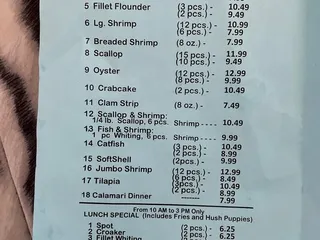 5 Fillet Flounder (3 pcs.) - 10.49
(2 pcs.) - 9.49
6 Lg. Shrimp (12 pcs.) - 10.99
(6 pcs.) - 7.99
7 Breaded Shrimp (8 oz.) - 7.99
8 Scallop (15 pcs.) 11.99
(10 pcs.) 9.49
9 Oyster (12 pcs.) - 12.99
(8 pcs.) - 9.99
10 Crabcake (2 pcs.) - 10.49
11 Clam Strip (8 oz.) - 7.49
12 Scallop & Shrimp:
1/4 lb. Scallop, 6 pcs. Shrimp ---- 10.49
13 Fish & Shrimp:
1 pc Whiting, 6 pcs. Shrimp ---- 9.99
14 Catfish (3 pcs.) - 10.49
(2 pcs.) - 8.99
15 SoftShell (2 pcs.) - 9.99
16 Jumbo Shrimp (12 pcs.) - 12.99
(6 pcs.) - 8.49
17 Tilapia (3pcs.) - 10.49
(2pcs.) - 8.99
18 Calamari Dinner ------------ 7.99
From 10 AM to 3 PM Only
LUNCH SPECIAL (Includes Fries and Hush Puppies)
1 Spot (2 pcs.) - 6.25
2 Croaker (2 pcs.) - 6.25
3 Fillet Whiting